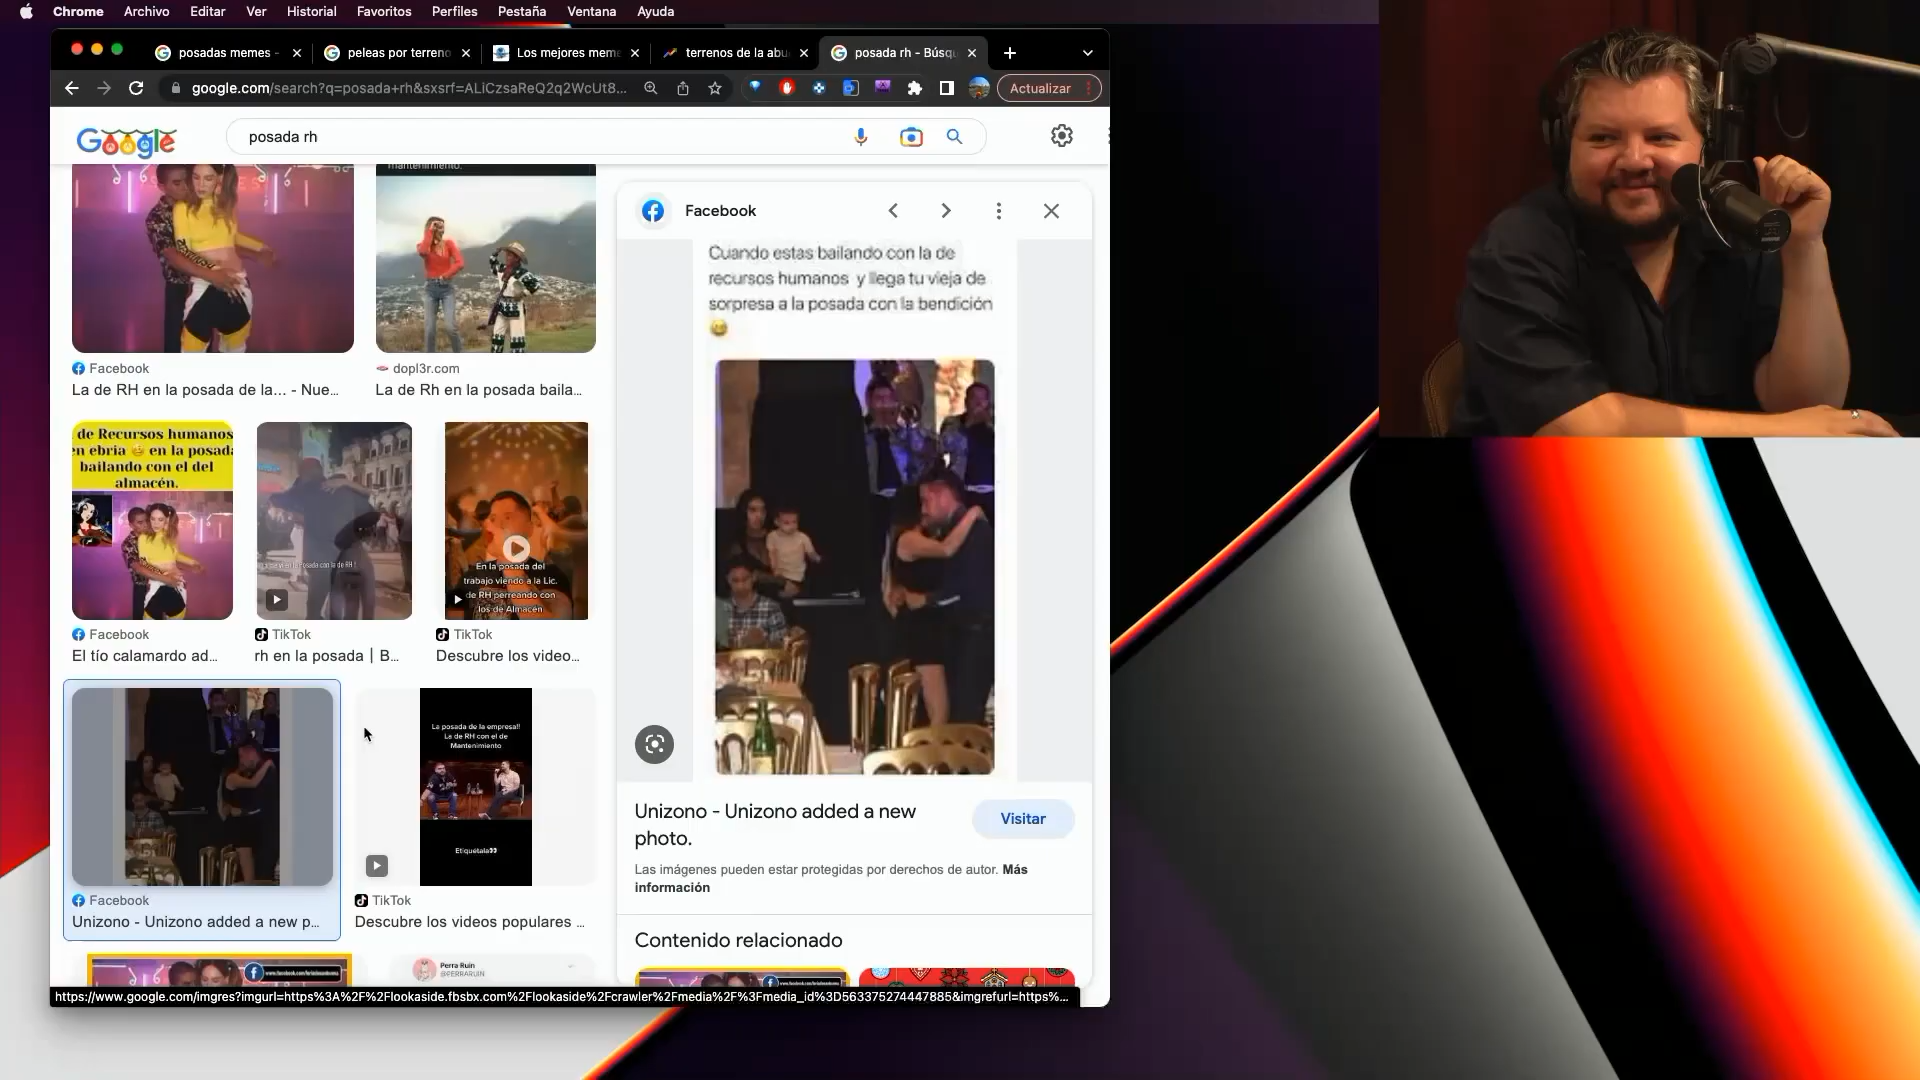 Chrome Archivo Editar Ver Historial Favoritos Perfiles Pestaña Ventana Ayuda
posadas memes -
peleas por terreno
Los mejores meme
terrenos de la abu
posada rh - Búsqu
google.com/search?q=posada+rh&sxsrf=ALiCzsaReQ2q2WcUt8...
Actualizar
Google
posada rh
mantenimiento.
Facebook
La de RH en la posada de la... - Nue...
dopl3r.com
La de Rh en la posada baila...
de Recursos humanos
en ebria 😏 en la posada
bailando con el del
almacén.
Facebook
El tío calamardo ad...
TikTok
rh en la posada | B...
En la posada del
trabajo viendo a la Lic.
de RH perreando con
los de Almacén
TikTok
Descubre los video...
Facebook
Unizono - Unizono added a new p...
La posada de la empresa!!
La de RH con el de
Mantenimiento
Etiquétala👀
TikTok
Descubre los videos populares ...
Perra Ruin
@PERRARUIN
Facebook
Cuando estas bailando con la de
recursos humanos y llega tu vieja de
sorpresa a la posada con la bendición
😄
Unizono - Unizono added a new
photo.
Visitar
Las imágenes pueden estar protegidas por derechos de autor. Más
información
Contenido relacionado
https://www.google.com/imgres?imgurl=https%3A%2F%2Flookaside.fbsbx.com%2Flookaside%2Fcrawler%2Fmedia%2F%3Fmedia_id%3D563375274447885&imgrefurl=https%...